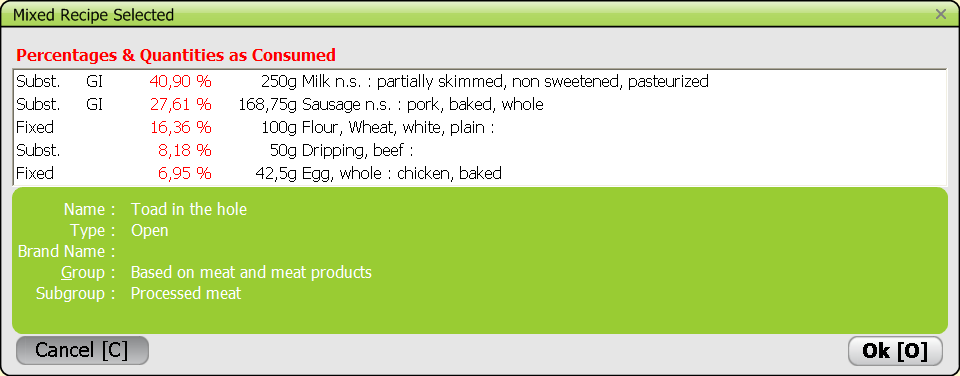 Mixed Recipe Selected
Percentages & Quantities as Consumed
Subst. GI 40,90 % 250g Milk n.s. : partially skimmed, non sweetened, pasteurized
Subst. GI 27,61 % 168,75g Sausage n.s. : pork, baked, whole
Fixed 16,36 % 100g Flour, Wheat, white, plain :
Subst. 8,18 % 50g Dripping, beef :
Fixed 6,95 % 42,5g Egg, whole : chicken, baked
Name : Toad in the hole
Type : Open
Brand Name :
Group : Based on meat and meat products
Subgroup : Processed meat
Cancel [C] Ok [O]